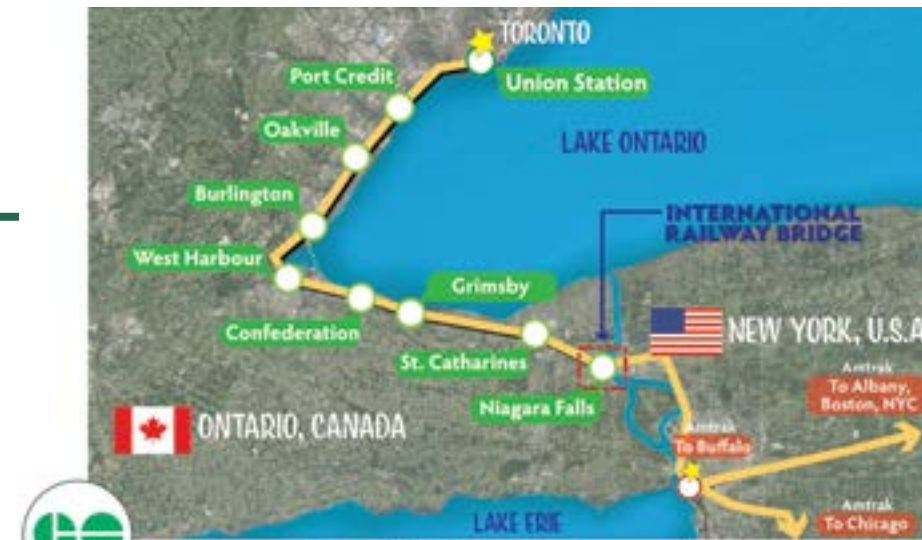 TORONTO
Union Station
Port Credit
Oakville
LAKE ONTARIO
Burlington
INTERNATIONAL
RAILWAY BRIDGE
West Harbour
Grimsby
Confederation
St. Catharines
NEW YORK, U.S.A
Amtrak
To Albany,
Boston, NYC
Niagara Falls
ONTARIO, CANADA
Amtrak
To Buffalo
LAKE ERIE
Amtrak
To Chicago